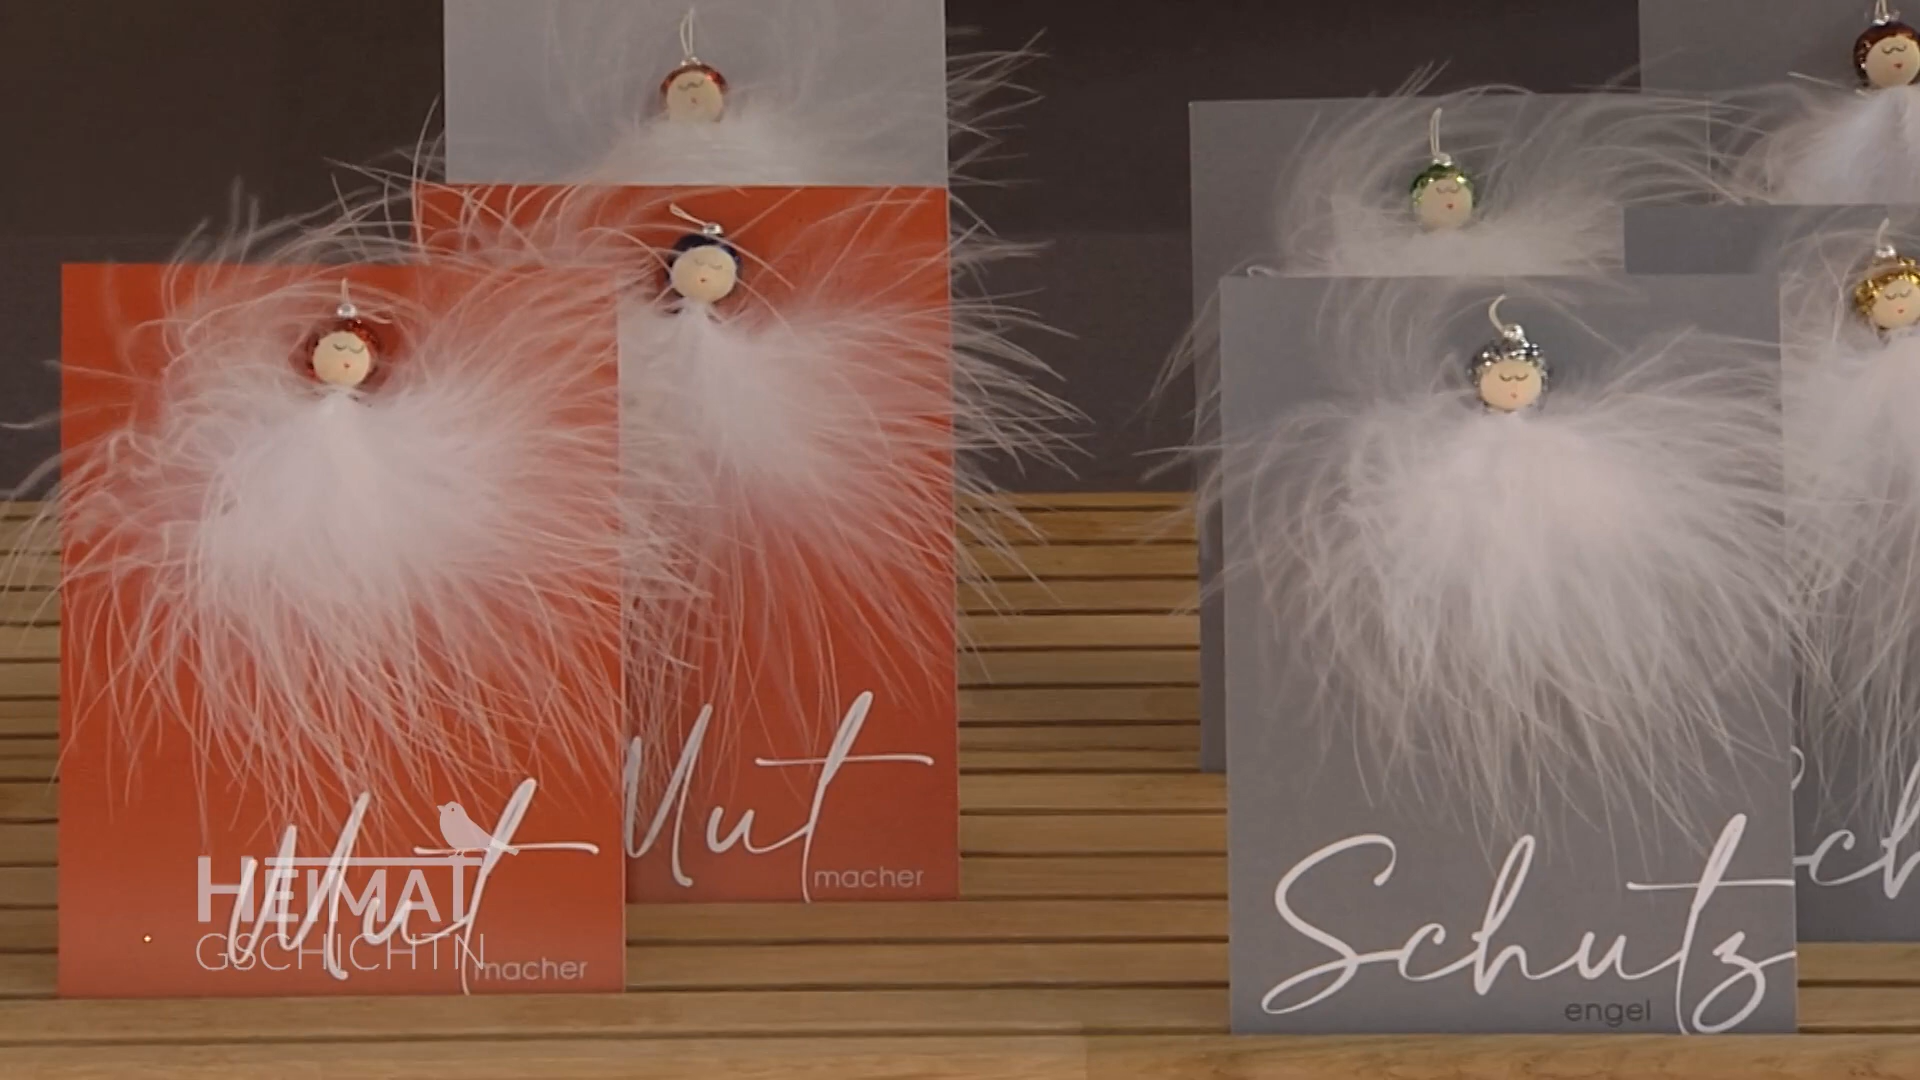 Mut
macher
Mut
macher
HEIMAT
GSCHICHTN
Schutz
engel